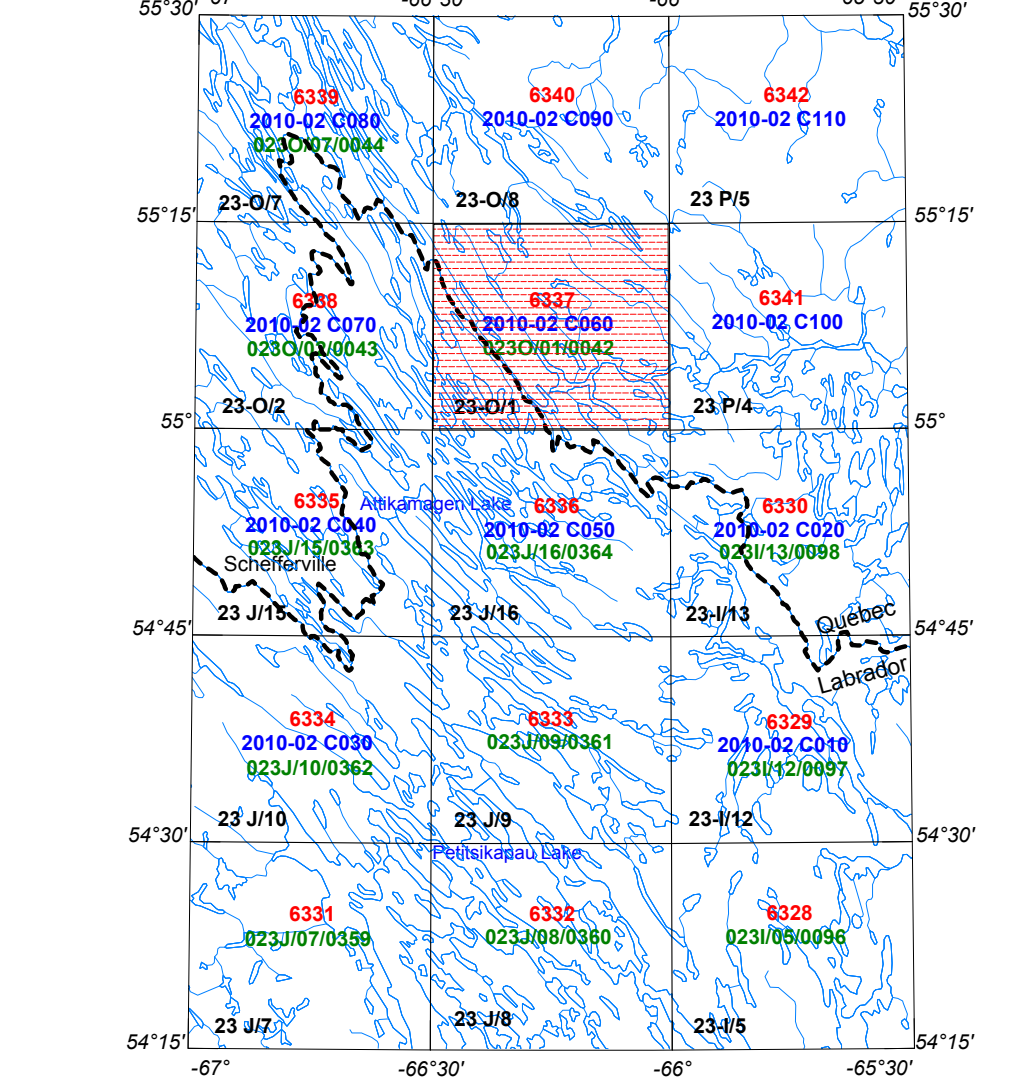 55°30'
55°30'
6339
2010-02 C080
023O/07/0044
23-O/7
6340
2010-02 C090
23-O/8
6342
2010-02 C110
23 P/5
55°15'
55°15'
6338
2010-02 C070
023O/02/0043
23-O/2
6337
2010-02 C060
023O/01/0042
23-O/1
6341
2010-02 C100
23 P/4
55°
55°
6335
2010-02 C040
023J/15/0363
Schefferville
23 J/15
Attikamagen Lake
6336
2010-02 C050
023J/16/0364
23 J/16
6330
2010-02 C020
023I/13/0098
23-I/13
Quebec
Labrador
54°45'
54°45'
6334
2010-02 C030
023J/10/0362
23 J/10
6333
023J/09/0361
23 J/9
6329
2010-02 C010
023I/12/0097
23-I/12
54°30'
54°30'
Petitsikapau Lake
6331
023J/07/0359
23 J/7
6332
023J/08/0360
23 J/8
6328
023I/05/0096
23-I/5
54°15'
54°15'
-67°
-66°30'
-66°
-65°30'